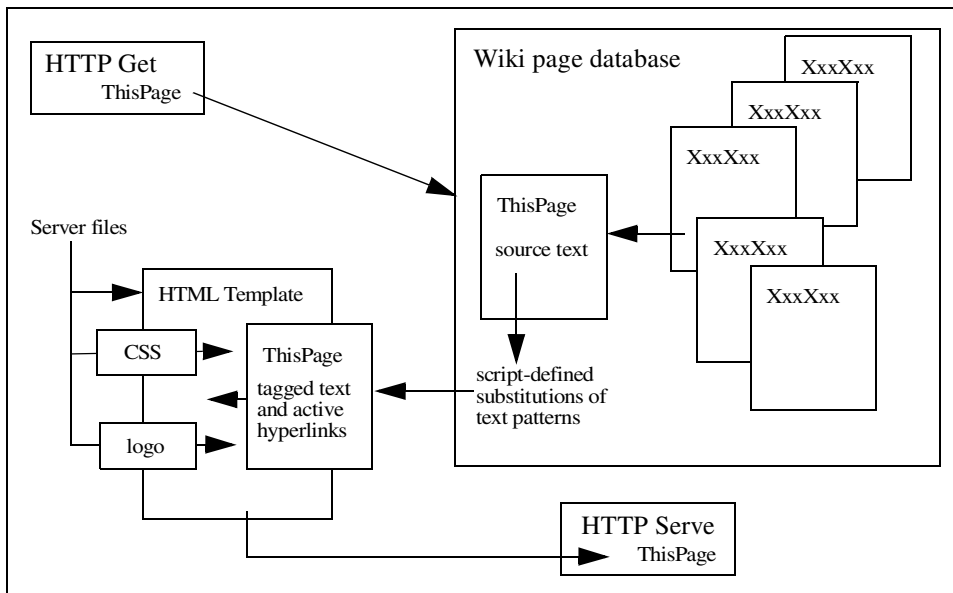 HTTP Get
ThisPage
Wiki page database
XxxXxx
XxxXxx
XxxXxx
XxxXxx
XxxXxx
ThisPage
source text
script-defined
substitutions of
text patterns
Server files
HTML Template
CSS
logo
ThisPage
tagged text
and active
hyperlinks
HTTP Serve
ThisPage